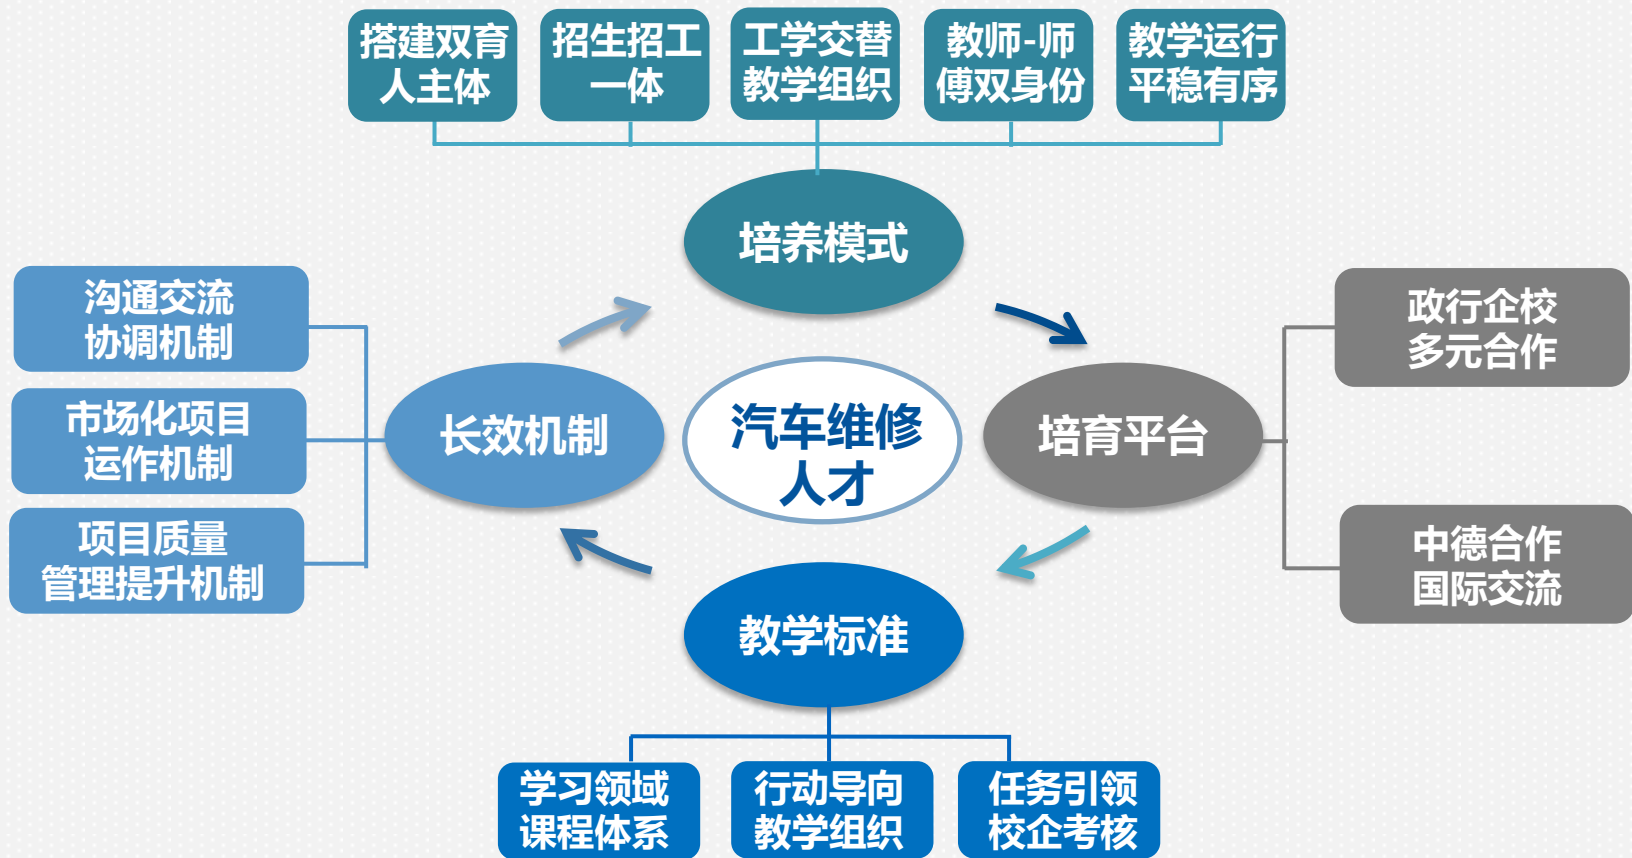 搭建双育
人主体
招生招工
一体
工学交替
教学组织
教师-师
傅双身份
教学运行
平稳有序
培养模式
沟通交流
协调机制
市场化项目
运作机制
项目质量
管理提升机制
长效机制
汽车维修
人才
培育平台
政行企校
多元合作
中德合作
国际交流
教学标准
学习领域
课程体系
行动导向
教学组织
任务引领
校企考核